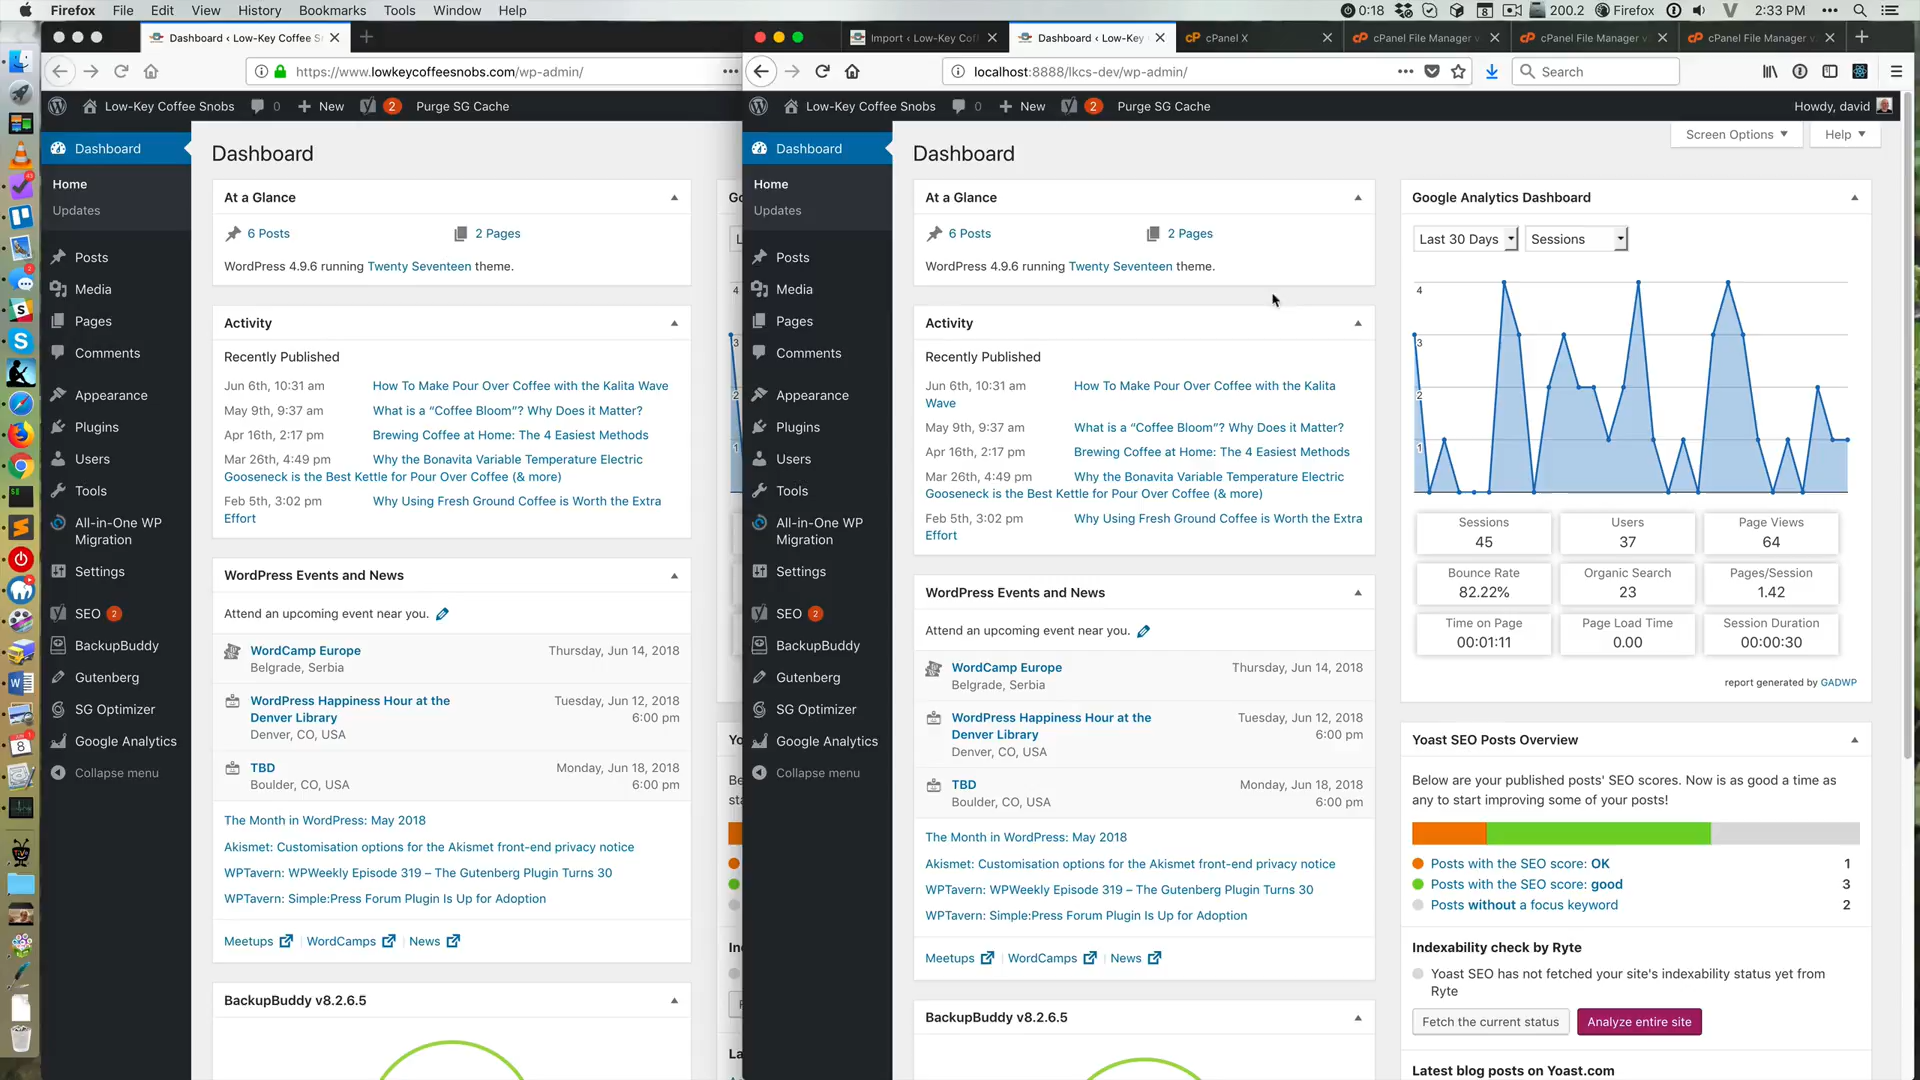 Firefox File Edit View History Bookmarks Tools Window Help
0:18 200.2 Firefox 2:33 PM
Dashboard ‹ Low-Key Coffee S
https://www.lowkeycoffeesnobs.com/wp-admin/
Low-Key Coffee Snobs 0 New 2 Purge SG Cache
Dashboard
Home
Updates
Posts
Media
Pages
Comments
Appearance
Plugins
Users
Tools
All-in-One WP
Migration
Settings
SEO 2
BackupBuddy
Gutenberg
SG Optimizer
Google Analytics
Collapse menu
Dashboard
At a Glance
6 Posts 2 Pages
WordPress 4.9.6 running Twenty Seventeen theme.
Activity
Recently Published
Jun 6th, 10:31 am How To Make Pour Over Coffee with the Kalita Wave
May 9th, 9:37 am What is a “Coffee Bloom”? Why Does it Matter?
Apr 16th, 2:17 pm Brewing Coffee at Home: The 4 Easiest Methods
Mar 26th, 4:49 pm Why the Bonavita Variable Temperature Electric
Gooseneck is the Best Kettle for Pour Over Coffee (& more)
Feb 5th, 3:02 pm Why Using Fresh Ground Coffee is Worth the Extra
Effort
WordPress Events and News
Attend an upcoming event near you.
WordCamp Europe Thursday, Jun 14, 2018
Belgrade, Serbia
WordPress Happiness Hour at the Tuesday, Jun 12, 2018
Denver Library 6:00 pm
Denver, CO, USA
TBD Monday, Jun 18, 2018
Boulder, CO, USA 6:00 pm
The Month in WordPress: May 2018
Akismet: Customisation options for the Akismet front-end privacy notice
WPTavern: WPWeekly Episode 319 – The Gutenberg Plugin Turns 30
WPTavern: Simple:Press Forum Plugin Is Up for Adoption
Meetups WordCamps News
BackupBuddy v8.2.6.5
Import ‹ Low-Key Cof Dashboard ‹ Low-Key cPanel X cPanel File Manager v cPanel File Manager v cPanel File Manager v
localhost:8888/lkcs-dev/wp-admin/ Search
Low-Key Coffee Snobs 0 New 2 Purge SG Cache Howdy, david
Screen Options Help
Dashboard
Home
Updates
Posts
Media
Pages
Comments
Appearance
Plugins
Users
Tools
All-in-One WP
Migration
Settings
SEO 2
BackupBuddy
Gutenberg
SG Optimizer
Google Analytics
Collapse menu
Dashboard
At a Glance
6 Posts 2 Pages
WordPress 4.9.6 running Twenty Seventeen theme.
Activity
Recently Published
Jun 6th, 10:31 am How To Make Pour Over Coffee with the Kalita
Wave
May 9th, 9:37 am What is a “Coffee Bloom”? Why Does it Matter?
Apr 16th, 2:17 pm Brewing Coffee at Home: The 4 Easiest Methods
Mar 26th, 4:49 pm Why the Bonavita Variable Temperature Electric
Gooseneck is the Best Kettle for Pour Over Coffee (& more)
Feb 5th, 3:02 pm Why Using Fresh Ground Coffee is Worth the Extra
Effort
WordPress Events and News
Attend an upcoming event near you.
WordCamp Europe Thursday, Jun 14, 2018
Belgrade, Serbia
WordPress Happiness Hour at the Tuesday, Jun 12, 2018
Denver Library 6:00 pm
Denver, CO, USA
TBD Monday, Jun 18, 2018
Boulder, CO, USA 6:00 pm
The Month in WordPress: May 2018
Akismet: Customisation options for the Akismet front-end privacy notice
WPTavern: WPWeekly Episode 319 – The Gutenberg Plugin Turns 30
WPTavern: Simple:Press Forum Plugin Is Up for Adoption
Meetups WordCamps News
BackupBuddy v8.2.6.5
Google Analytics Dashboard
Last 30 Days Sessions
4
3
2
1
Sessions Users Page Views
45 37 64
Bounce Rate Organic Search Pages/Session
82.22% 23 1.42
Time on Page Page Load Time Session Duration
00:01:11 0.00 00:00:30
report generated by GADWP
Yoast SEO Posts Overview
Below are your published posts' SEO scores. Now is as good a time as
any to start improving some of your posts!
Posts with the SEO score: OK 1
Posts with the SEO score: good 3
Posts without a focus keyword 2
Indexability check by Ryte
Yoast SEO has not fetched your site's indexability status yet from
Ryte
Fetch the current status Analyze entire site
Latest blog posts on Yoast.com